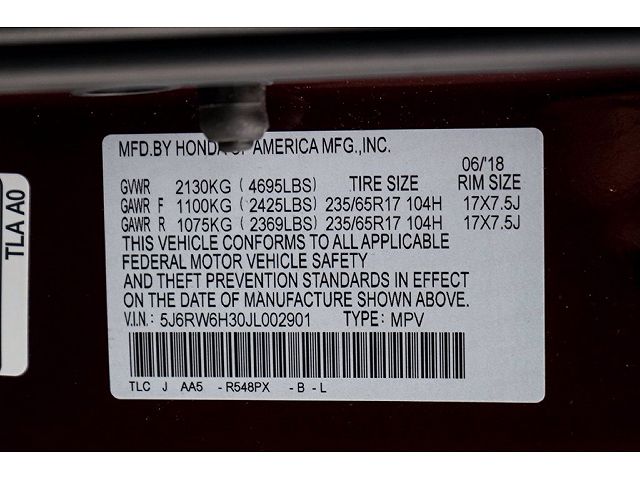 MFD.BY HONDA OF AMERICA MFG.,INC.
06/'18
GVWR 2130KG ( 4695LBS ) TIRE SIZE RIM SIZE
GAWR F 1100KG ( 2425LBS ) 235/65R17 104H 17X7.5J
GAWR R 1075KG ( 2369LBS ) 235/65R17 104H 17X7.5J
THIS VEHICLE CONFORMS TO ALL APPLICABLE
FEDERAL MOTOR VEHICLE SAFETY
AND THEFT PREVENTION STANDARDS IN EFFECT
ON THE DATE OF MANUFACTURE SHOWN ABOVE.
V.I.N.: 5J6RW6H30JL002901 TYPE: MPV
TLC J AA5 - R548PX - B - L
TLA A0